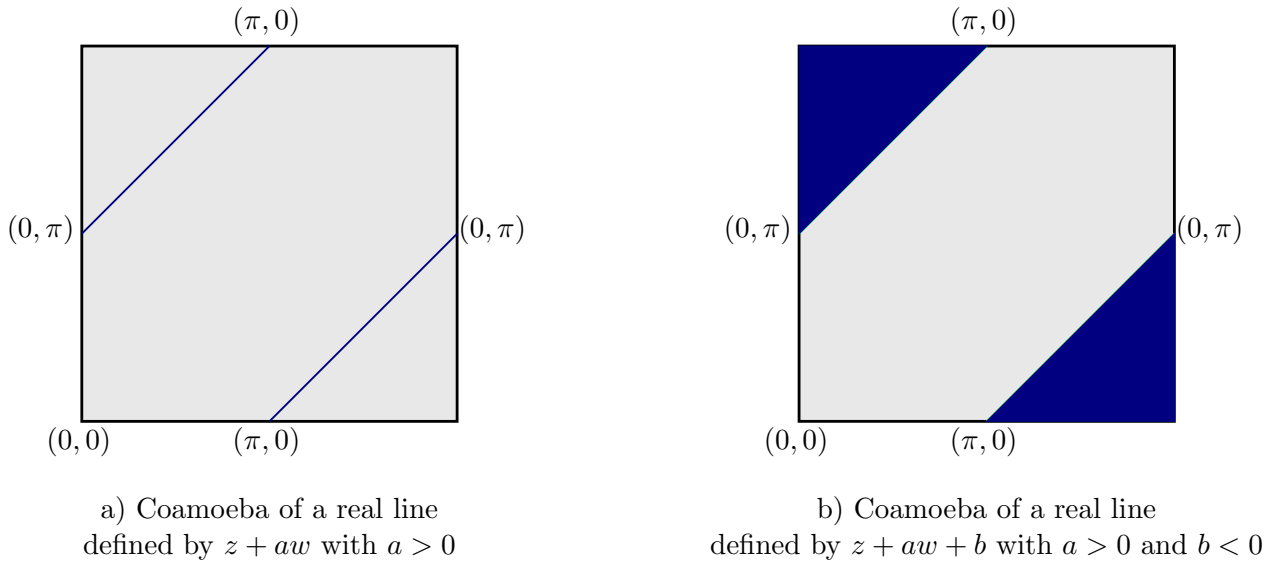 (π, 0)
(π, 0)
(0, π)
(0, π)
(0, π)
(0, π)
(0, 0)
(π, 0)
(0, 0)
(π, 0)
a) Coamoeba of a real line
defined by z + aw with a > 0
b) Coamoeba of a real line
defined by z + aw + b with a > 0 and b < 0